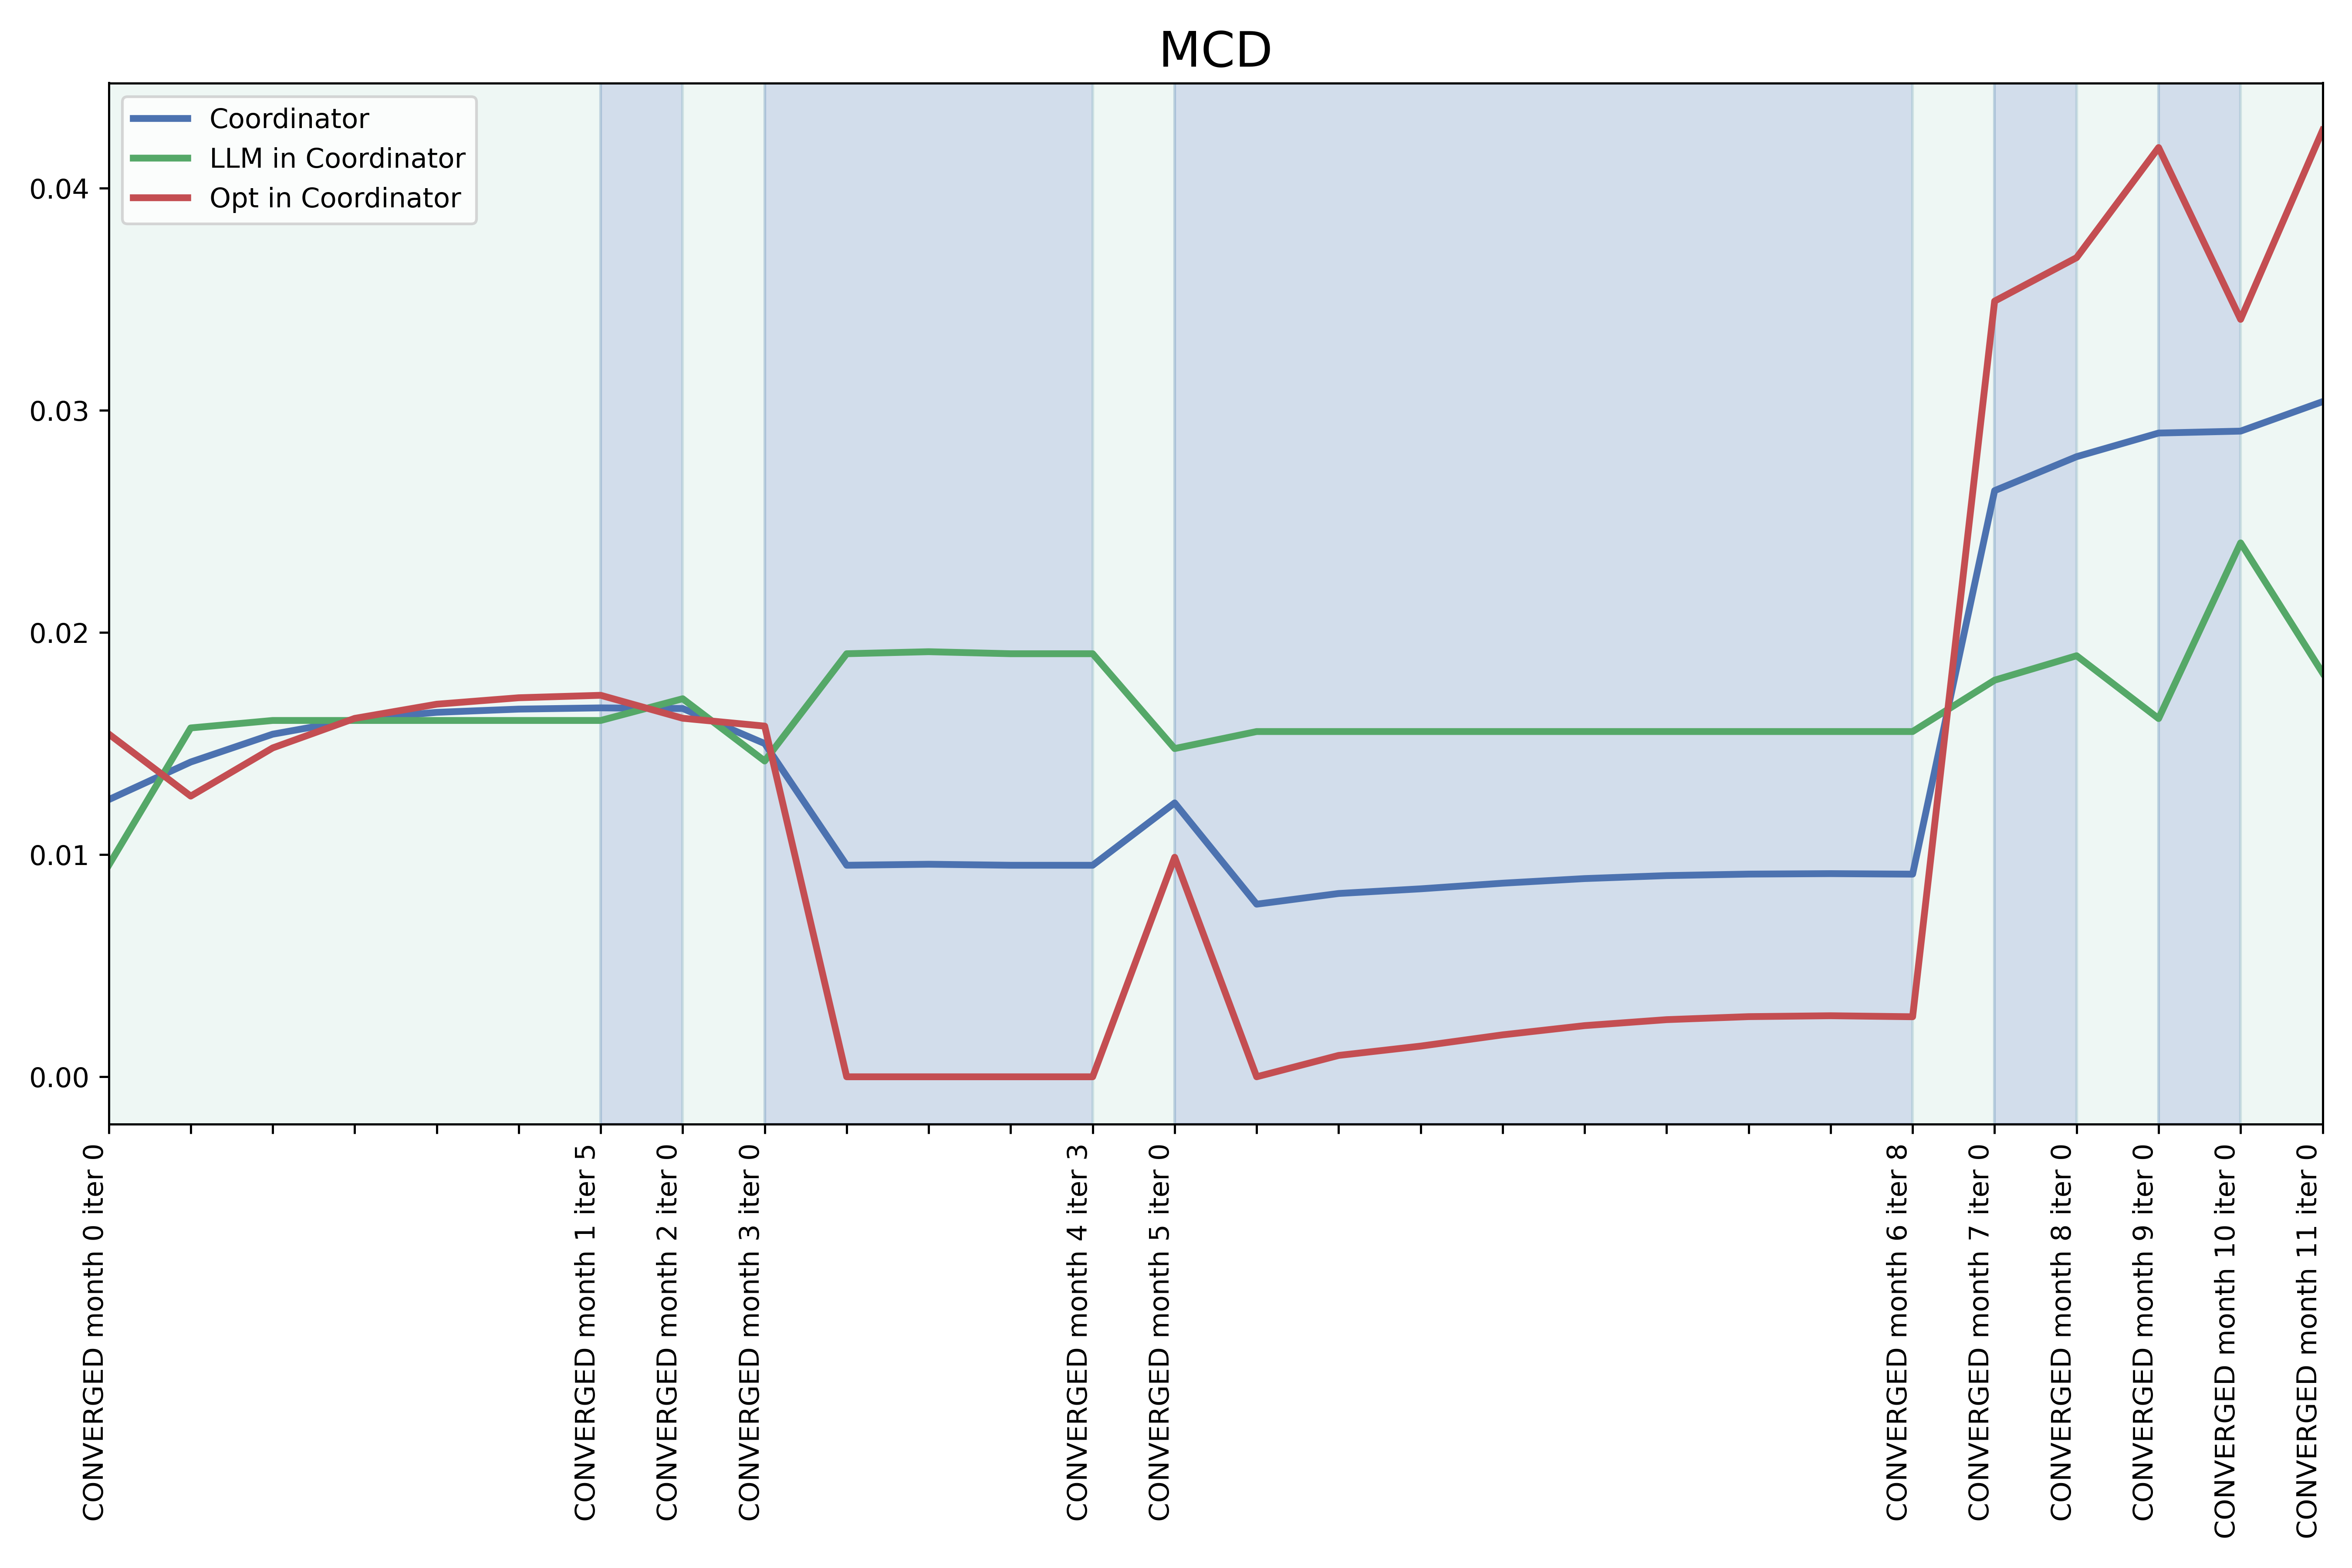 MCD
Coordinator
LLM in Coordinator
Opt in Coordinator
0.04
0.03
0.02
0.01
0.00
CONVERGED month 0 iter 0
CONVERGED month 1 iter 5
CONVERGED month 2 iter 0
CONVERGED month 3 iter 0
CONVERGED month 4 iter 3
CONVERGED month 5 iter 0
CONVERGED month 6 iter 8
CONVERGED month 7 iter 0
CONVERGED month 8 iter 0
CONVERGED month 9 iter 0
CONVERGED month 10 iter 0
CONVERGED month 11 iter 0